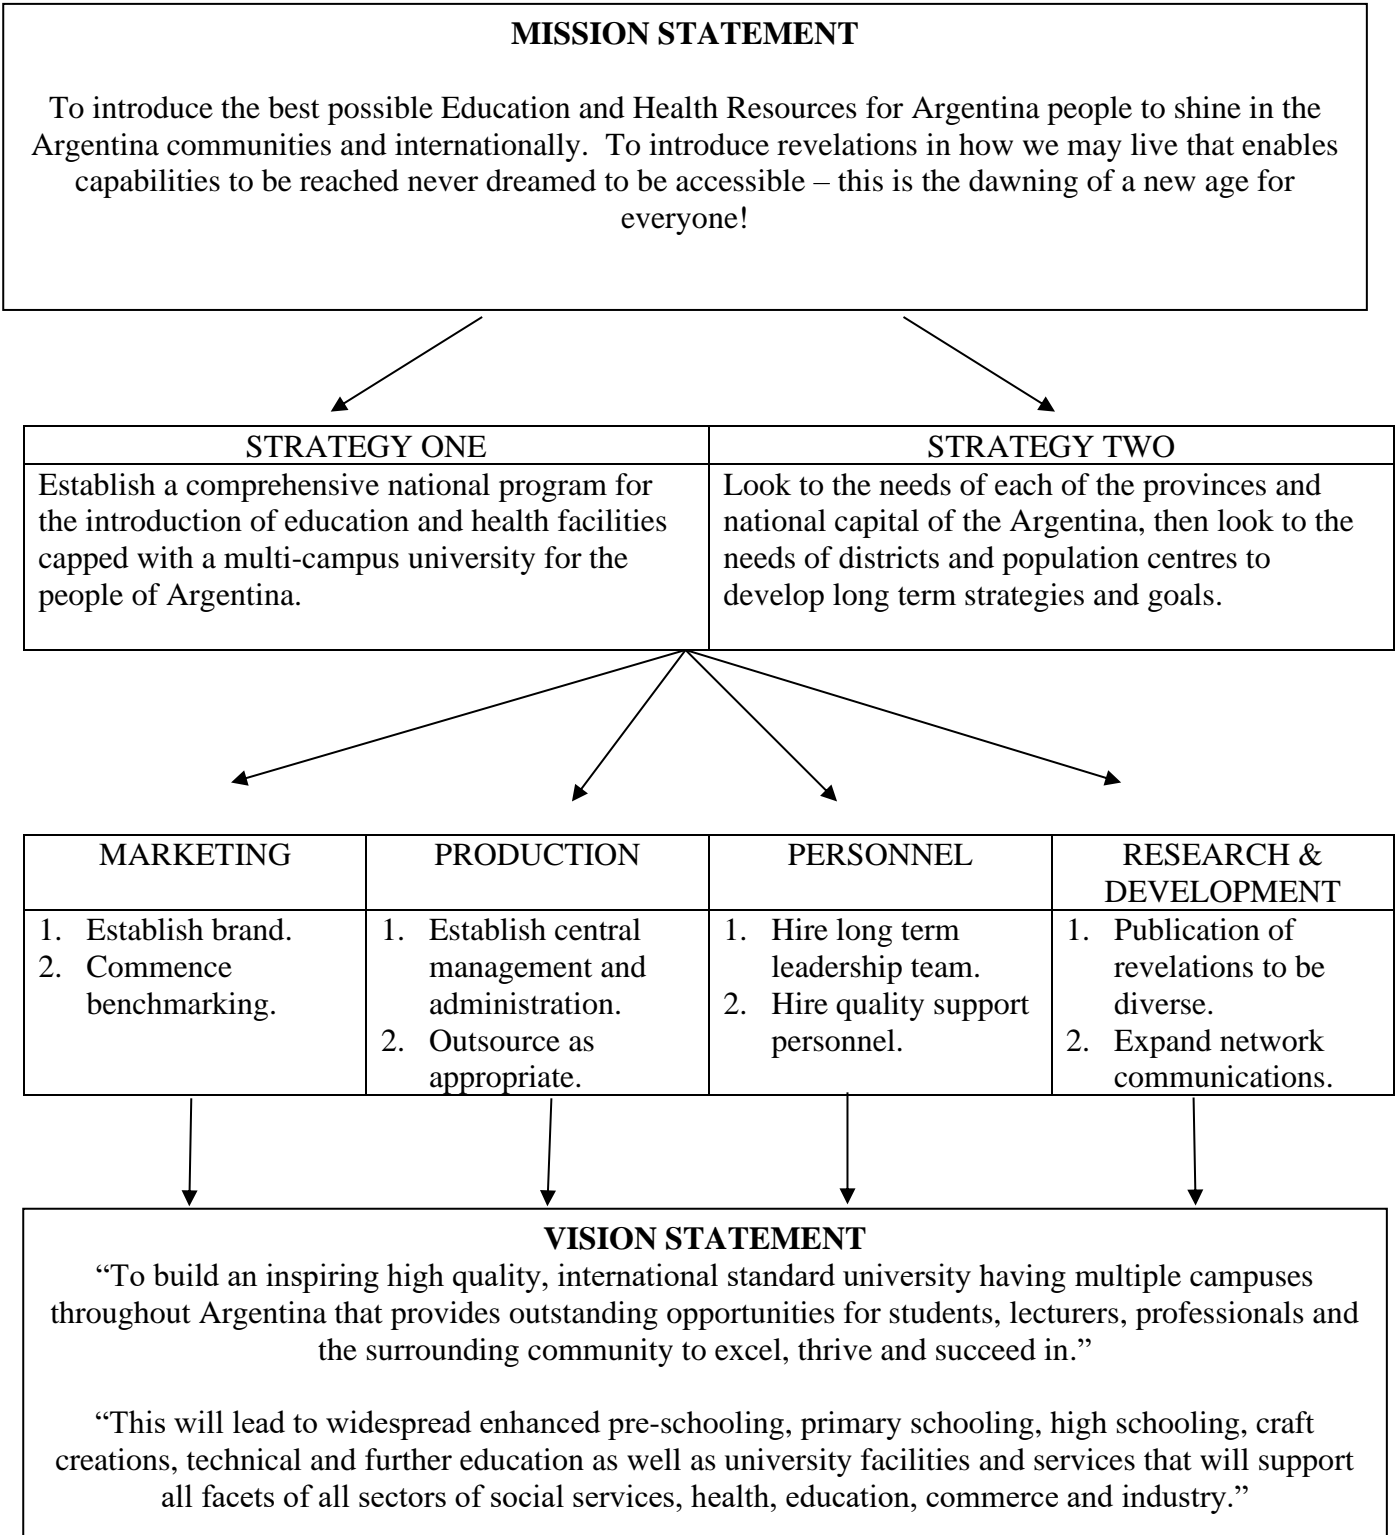 MISSION STATEMENT
To introduce the best possible Education and Health Resources for Argentina people to shine in the
Argentina communities and internationally.  To introduce revelations in how we may live that enables
capabilities to be reached never dreamed to be accessible – this is the dawning of a new age for
everyone!
STRATEGY ONE
Establish a comprehensive national program for
the introduction of education and health facilities
capped with a multi-campus university for the
people of Argentina.
STRATEGY TWO
Look to the needs of each of the provinces and
national capital of the Argentina, then look to the
needs of districts and population centres to
develop long term strategies and goals.
MARKETING
1. Establish brand.
2. Commence
benchmarking.
PRODUCTION
1. Establish central
management and
administration.
2. Outsource as
appropriate.
PERSONNEL
1. Hire long term
leadership team.
2. Hire quality support
personnel.
RESEARCH &
DEVELOPMENT
1. Publication of
revelations to be
diverse.
2. Expand network
communications.
VISION STATEMENT
“To build an inspiring high quality, international standard university having multiple campuses
throughout Argentina that provides outstanding opportunities for students, lecturers, professionals and
the surrounding community to excel, thrive and succeed in.”
“This will lead to widespread enhanced pre-schooling, primary schooling, high schooling, craft
creations, technical and further education as well as university facilities and services that will support
all facets of all sectors of social services, health, education, commerce and industry.”